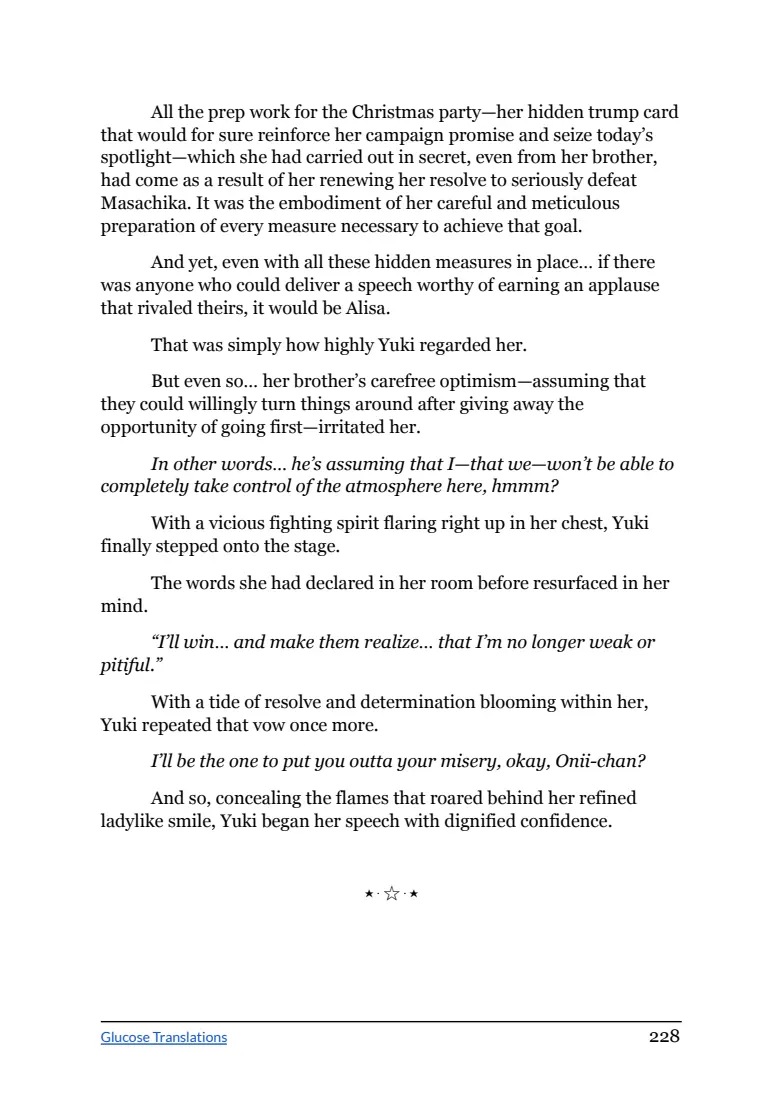 All the prep work for the Christmas party—her hidden trump card
that would for sure reinforce her campaign promise and seize today’s
spotlight—which she had carried out in secret, even from her brother,
had come as a result of her renewing her resolve to seriously defeat
Masachika. It was the embodiment of her careful and meticulous
preparation of every measure necessary to achieve that goal.
And yet, even with all these hidden measures in place... if there
was anyone who could deliver a speech worthy of earning an applause
that rivaled theirs, it would be Alisa.
That was simply how highly Yuki regarded her.
But even so... her brother’s carefree optimism—assuming that
they could willingly turn things around after giving away the
opportunity of going first—irritated her.
In other words... he’s assuming that I—that we—won’t be able to
completely take control of the atmosphere here, hmmm?
With a vicious fighting spirit flaring right up in her chest, Yuki
finally stepped onto the stage.
The words she had declared in her room before resurfaced in her
mind.
“I’ll win... and make them realize... that I’m no longer weak or
pitiful.”
With a tide of resolve and determination blooming within her,
Yuki repeated that vow once more.
I’ll be the one to put you outta your misery, okay, Onii-chan?
And so, concealing the flames that roared behind her refined
ladylike smile, Yuki began her speech with dignified confidence.
★·☆·★
Glucose Translations 228